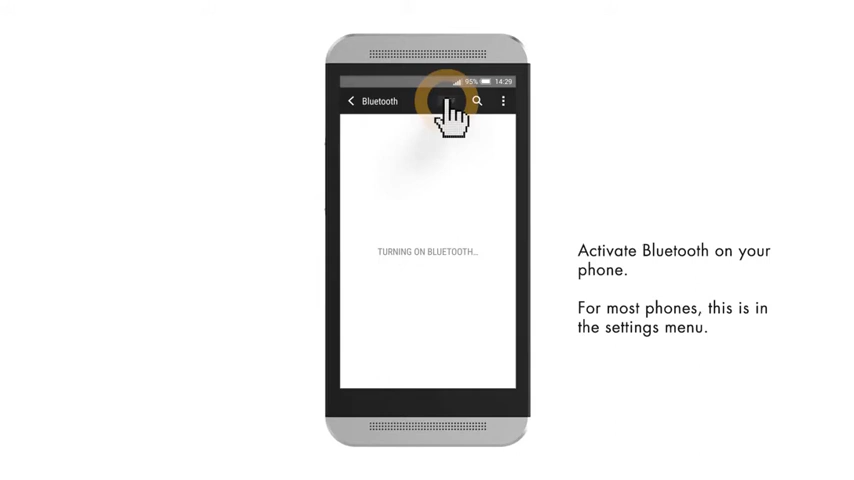 95% 14:29
Bluetooth
TURNING ON BLUETOOTH...
Activate Bluetooth on your
phone.
For most phones, this is in
the settings menu.